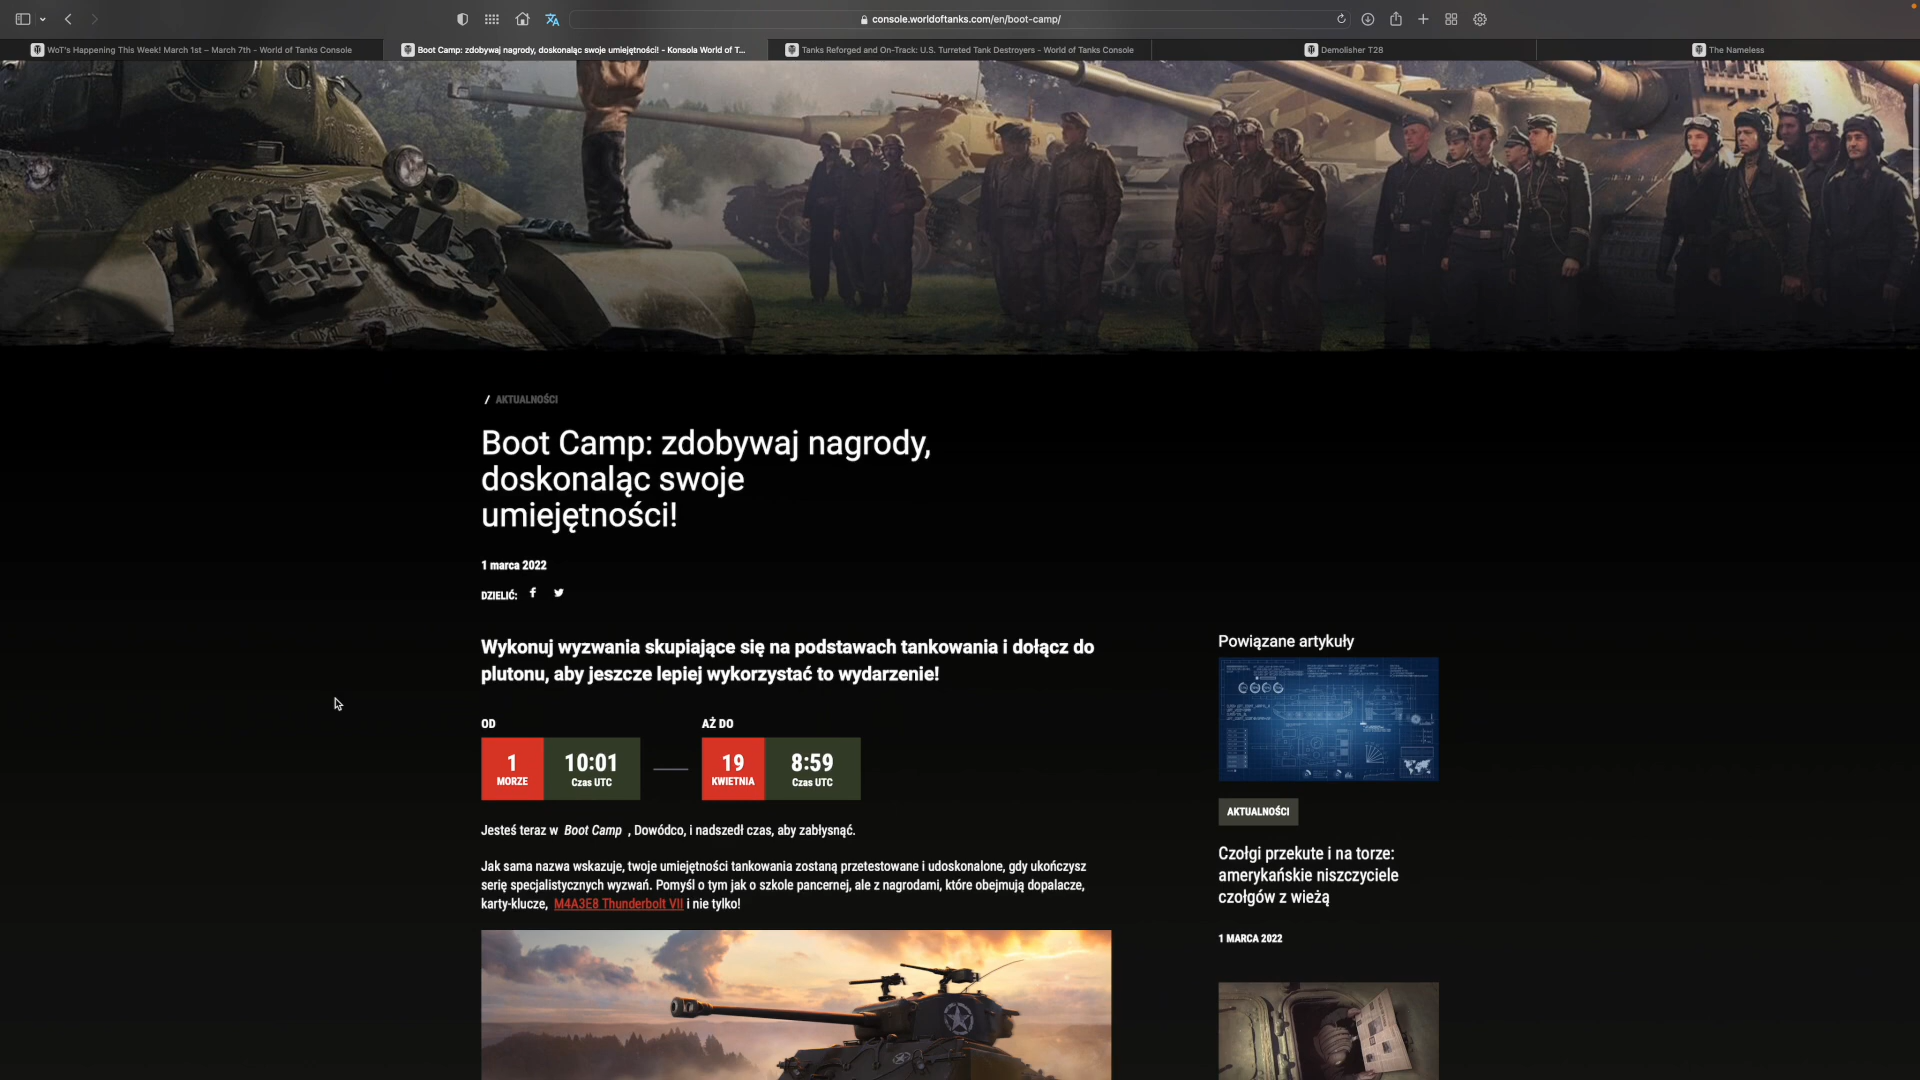 console.worldoftanks.com/en/boot-camp/
WoT's Happening This Week! March 1st – March 7th - World of Tanks Console
Boot Camp: zdobywaj nagrody, doskonaląc swoje umiejętności! - Konsola World of T...
Tanks Reforged and On-Track: U.S. Turreted Tank Destroyers - World of Tanks Console
Demolisher T28
The Nameless
/ AKTUALNOŚCI
Boot Camp: zdobywaj nagrody,
doskonaląc swoje
umiejętności!
1 marca 2022
DZIELIĆ:
Wykonuj wyzwania skupiające się na podstawach tankowania i dołącz do
plutonu, aby jeszcze lepiej wykorzystać to wydarzenie!
OD
AŻ DO
1 10:01 19 8:59
MORZE Czas UTC KWIETNIA Czas UTC
Jesteś teraz w Boot Camp , Dowódco, i nadszedł czas, aby zabłysnąć.
Jak sama nazwa wskazuje, twoje umiejętności tankowania zostaną przetestowane i udoskonalone, gdy ukończysz
serię specjalistycznych wyzwań. Pomyśl o tym jak o szkole pancernej, ale z nagrodami, które obejmują dopalacze,
karty-klucze, M4A3E8 Thunderbolt VII i nie tylko!
Powiązane artykuły
AKTUALNOŚCI
Czołgi przekute i na torze:
amerykańskie niszczyciele
czołgów z wieżą
1 MARCA 2022